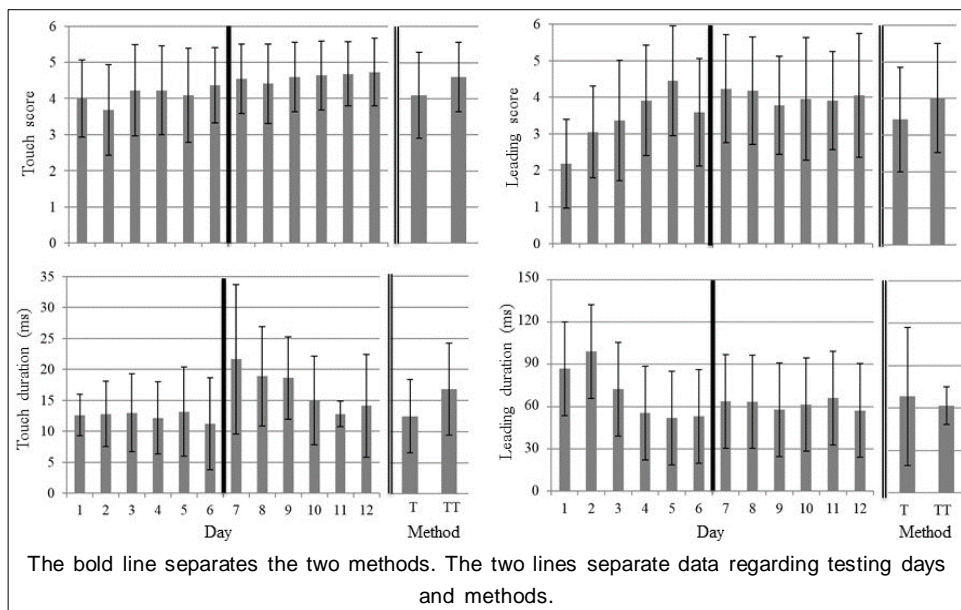 Touch score
6
5
4
3
2
1
0
Leading score
6
5
4
3
2
1
0
Touch duration (ms)
35
30
25
20
15
10
5
0
1 2 3 4 5 6 7 8 9 10 11 12
T TT
Day
Method
Leading duration (ms)
150
120
90
60
30
0
1 2 3 4 5 6 7 8 9 10 11 12
T TT
Day
Method
The bold line separates the two methods. The two lines separate data regarding testing days
and methods.